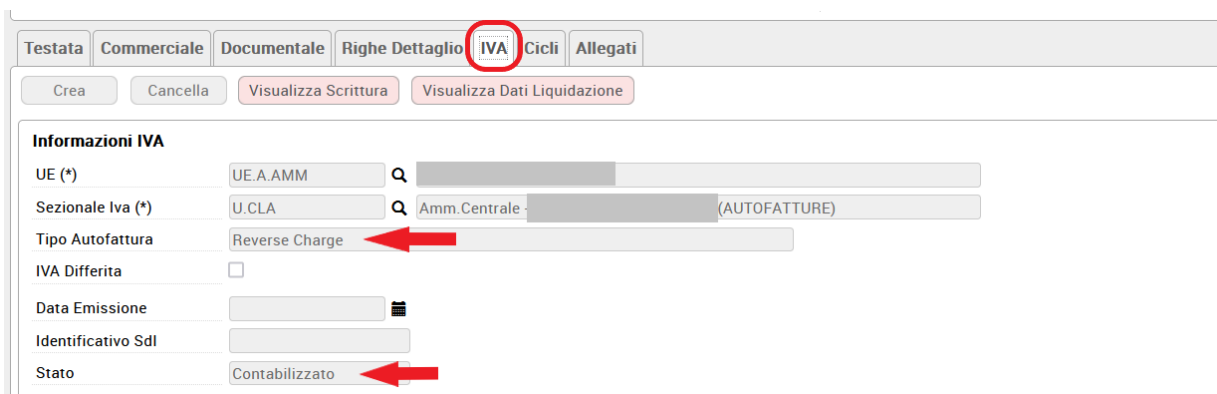 Testata Commerciale Documentale Righe Dettaglio IVA Cicli Allegati
Crea Cancella Visualizza Scrittura Visualizza Dati Liquidazione
Informazioni IVA
UE (*) UE.A.AMM
Sezionale Iva (*) U.CLA Amm.Centrale - (AUTOFATTURE)
Tipo Autofattura Reverse Charge
IVA Differita
Data Emissione
Identificativo SdI
Stato Contabilizzato